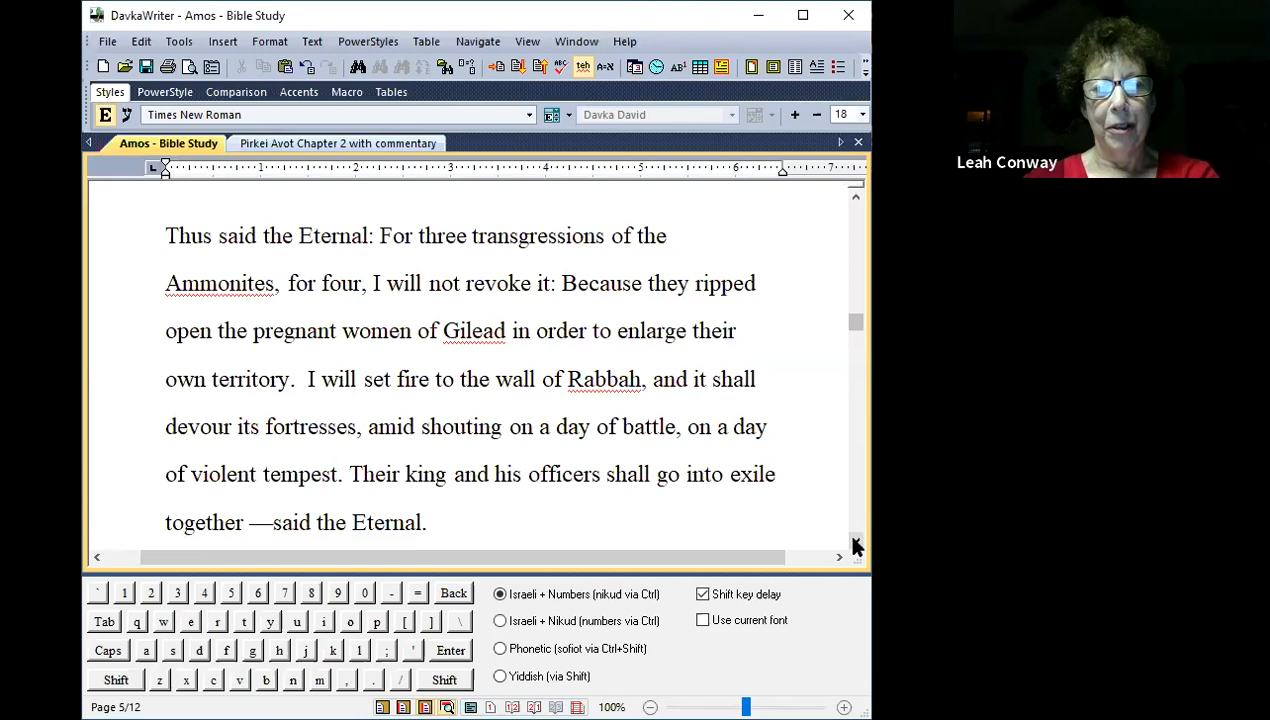 DavkaWriter - Amos - Bible Study
File Edit Tools Insert Format Text PowerStyles Table Navigate View Window Help
Styles PowerStyle Comparison Accents Macro Tables
E ע Times New Roman Davka David 18
Amos - Bible Study Pirkei Avot Chapter 2 with commentary
1 2 3 4 5 6 7
Thus said the Eternal: For three transgressions of the
Ammonites, for four, I will not revoke it: Because they ripped
open the pregnant women of Gilead in order to enlarge their
own territory. I will set fire to the wall of Rabbah, and it shall
devour its fortresses, amid shouting on a day of battle, on a day
of violent tempest. Their king and his officers shall go into exile
together —said the Eternal.
` 1 2 3 4 5 6 7 8 9 0 - = Back
Tab q w e r t y u i o p [ ] \
Caps a s d f g h j k l ; ' Enter
Shift z x c v b n m , . / Shift
Israeli + Numbers (nikud via Ctrl)
Israeli + Nikud (numbers via Ctrl)
Phonetic (sofiot via Ctrl+Shift)
Yiddish (via Shift)
Shift key delay
Use current font
Page 5/12 100%
Leah Conway